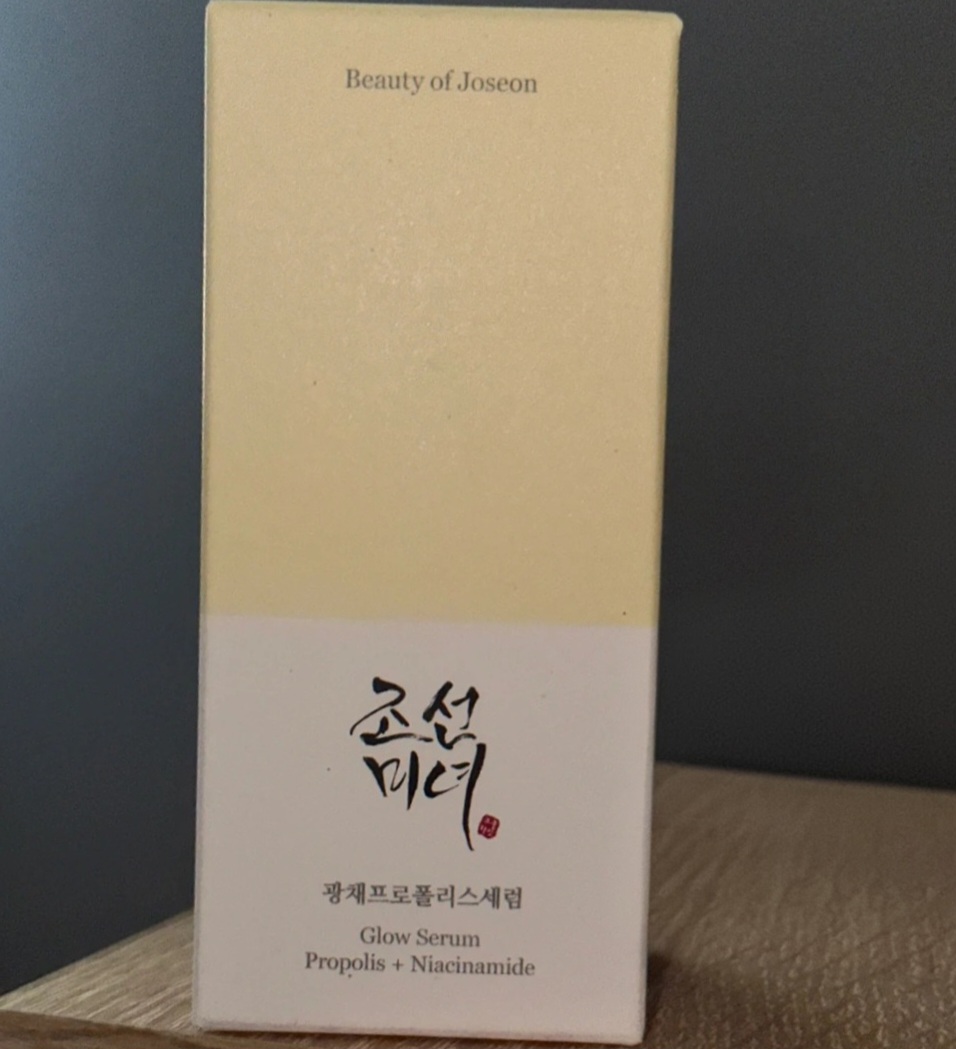 Beauty of Joseon
조선
미녀
광채프로폴리스세럼
Glow Serum
Propolis + Niacinamide